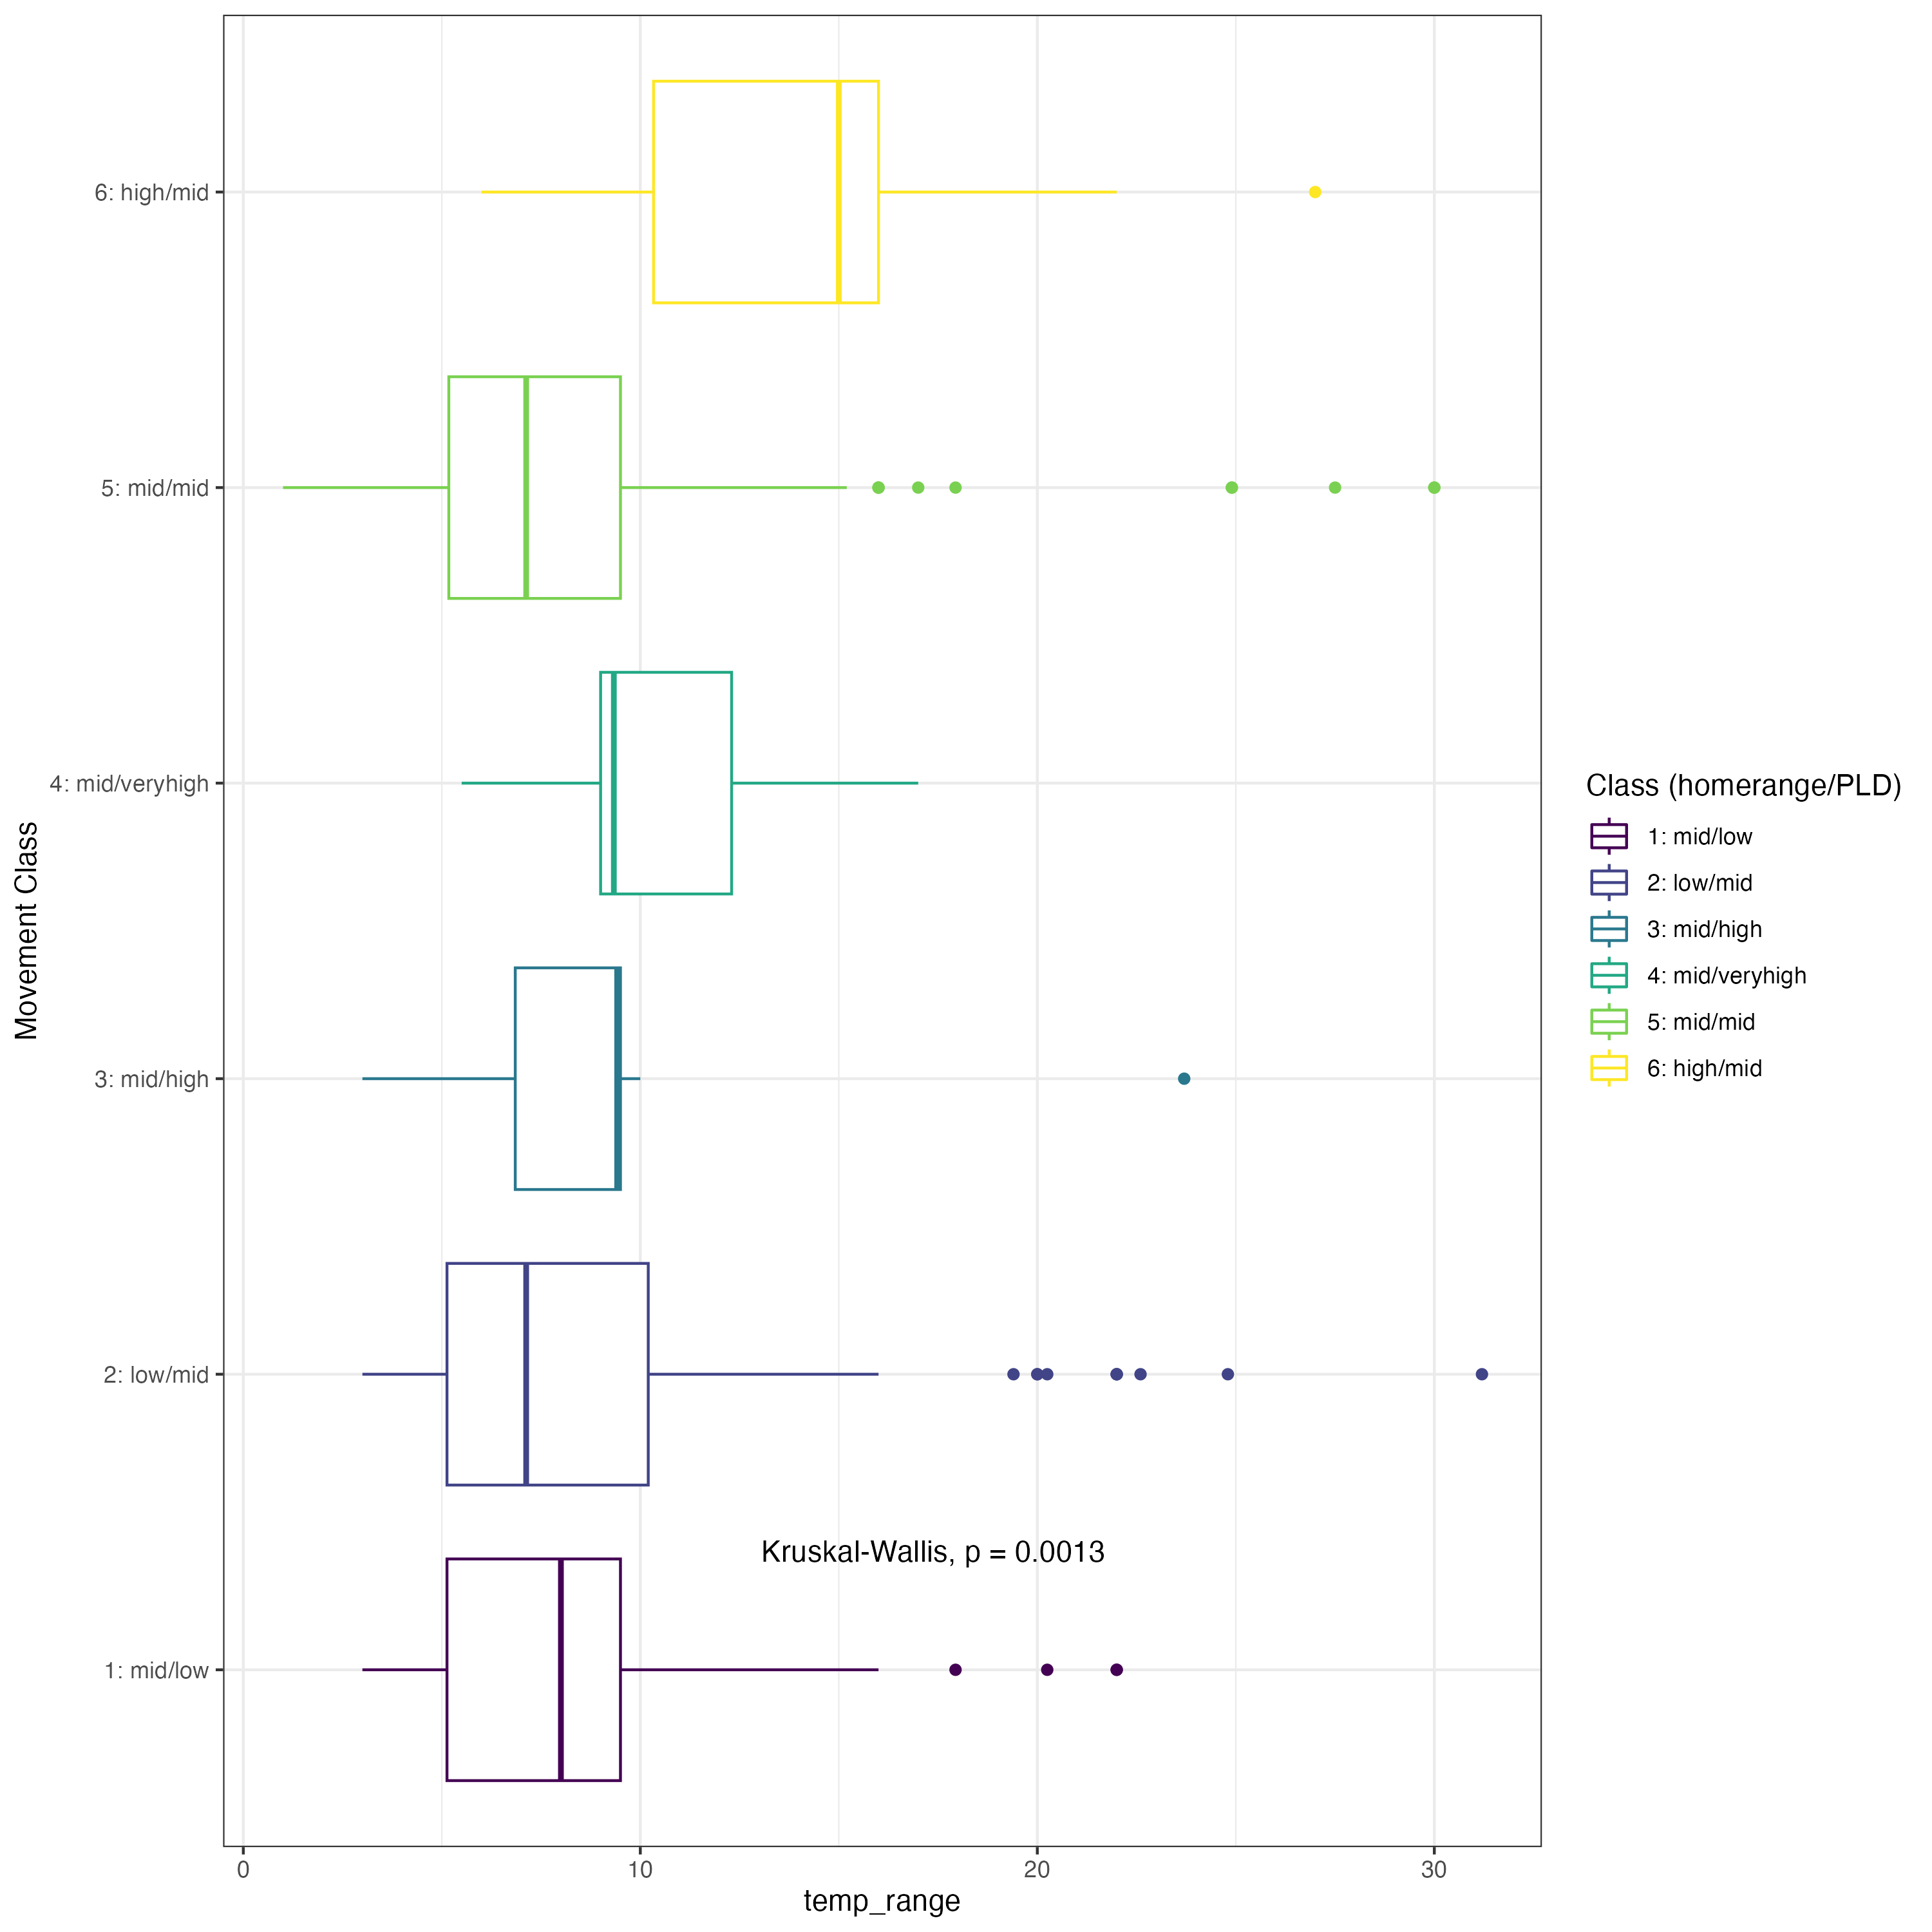 6: high/mid
5: mid/mid
4: mid/veryhigh
3: mid/high
2: low/mid
1: mid/low
Movement Class
Kruskal-Wallis, p = 0.0013
0 10 20 30
temp_range
Class (homerange/PLD)
1: mid/low
2: low/mid
3: mid/high
4: mid/veryhigh
5: mid/mid
6: high/mid